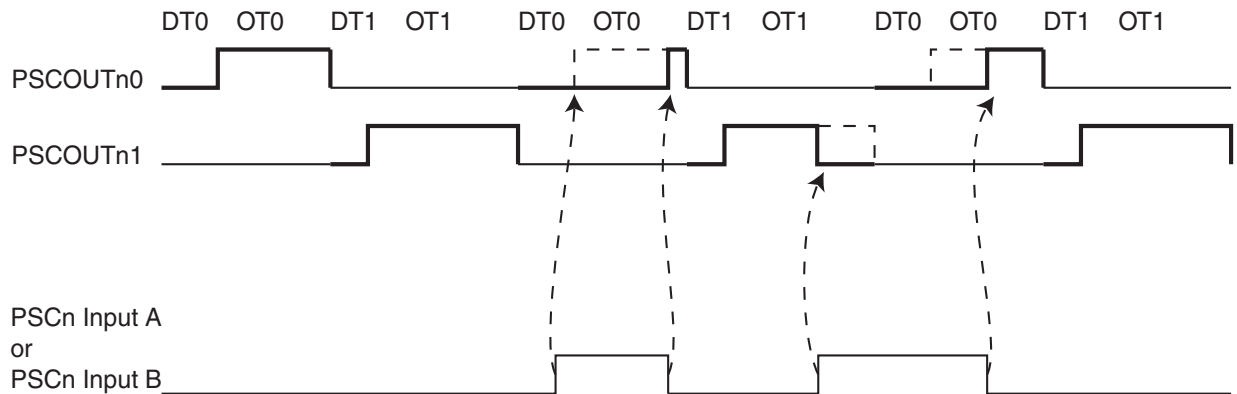 DT0 OT0 DT1 OT1 DT0 OT0 DT1 OT1 DT0 OT0 DT1 OT1
PSCOUTn0
PSCOUTn1
PSCn Input A
or
PSCn Input B